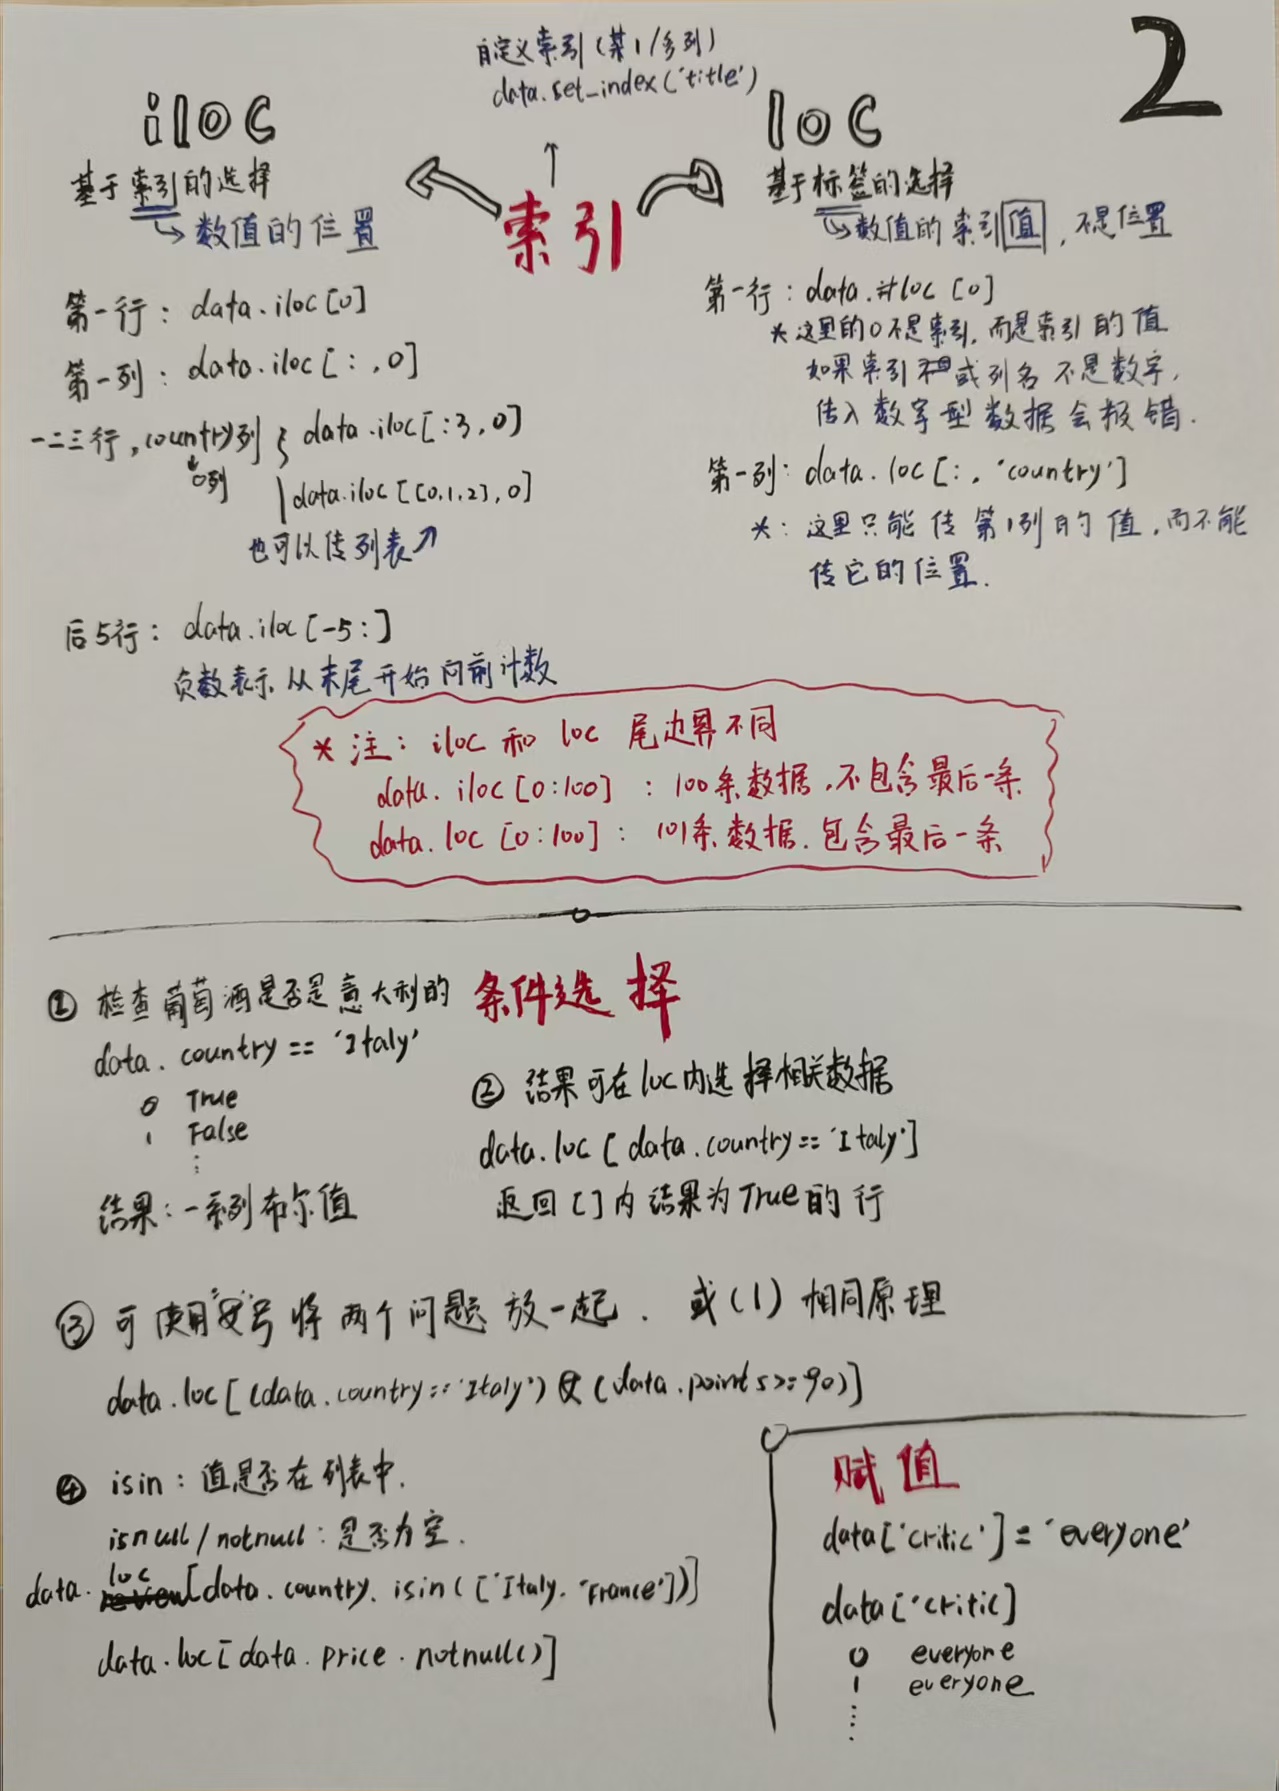 2
自定义索引(某1/多列)
data.set_index('title')
索引
iloc
基于索引的选择
数值的位置
第一行: data.iloc[0]
第一列: data.iloc[:,0]
一二三行,country列 { data.iloc[:3,0]
0列
data.iloc[[0,1,2],0]
也可以传列表
后5行: data.iloc[-5:]
负数表示从末尾开始向前计数
loc
基于标签的选择
数值的索引值,不是位置
第一行: data.loc[0]
*这里的0不是索引,而是索引的值
如果索引或列名不是数字,
传入数字型数据会报错.
第一列: data.loc[:,'country']
*: 这里只能传第1列的值,而不能
传它的位置.
*注: iloc和loc尾边界不同
data.iloc[0:100]: 100条数据,不包含最后一条
data.loc[0:100]: 101条数据.包含最后一条
条件选择
① 检查葡萄酒是否是意大利的
data.country=='Italy'
0 True
1 False
⋮
结果:一系列布尔值
② 结果可在loc内选择相关数据
data.loc[data.country=='Italy']
返回[]内结果为True的行
③ 可使用"&"号将两个问题放一起.或(|)相同原理
data.loc[(data.country=='Italy')&(data.points>=90)]
④ isin:值是否在列表中.
isnull/notnull:是否为空.
data.loc[data.country.isin(['Italy.'France'])]
data.loc[data.price.notnull()]
赋值
data['critic']='everyone'
data['critic]
0 everyone
1 everyone
⋮